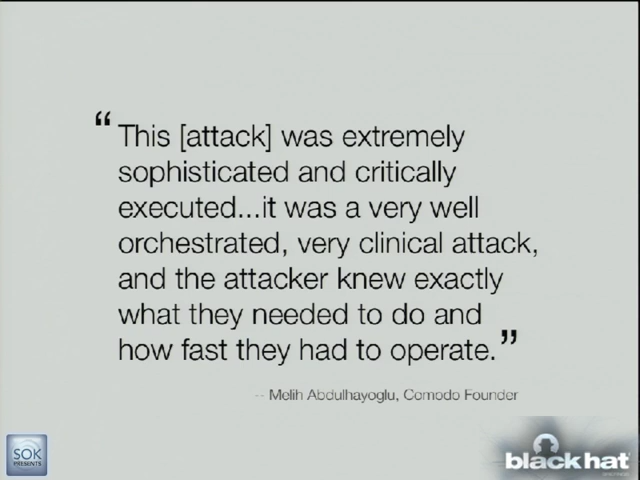 “ This [attack] was extremely
sophisticated and critically
executed...it was a very well
orchestrated, very clinical attack,
and the attacker knew exactly
what they needed to do and
how fast they had to operate.”
-- Melih Abdulhayoglu, Comodo Founder
SOK
PRESENTS
black hat